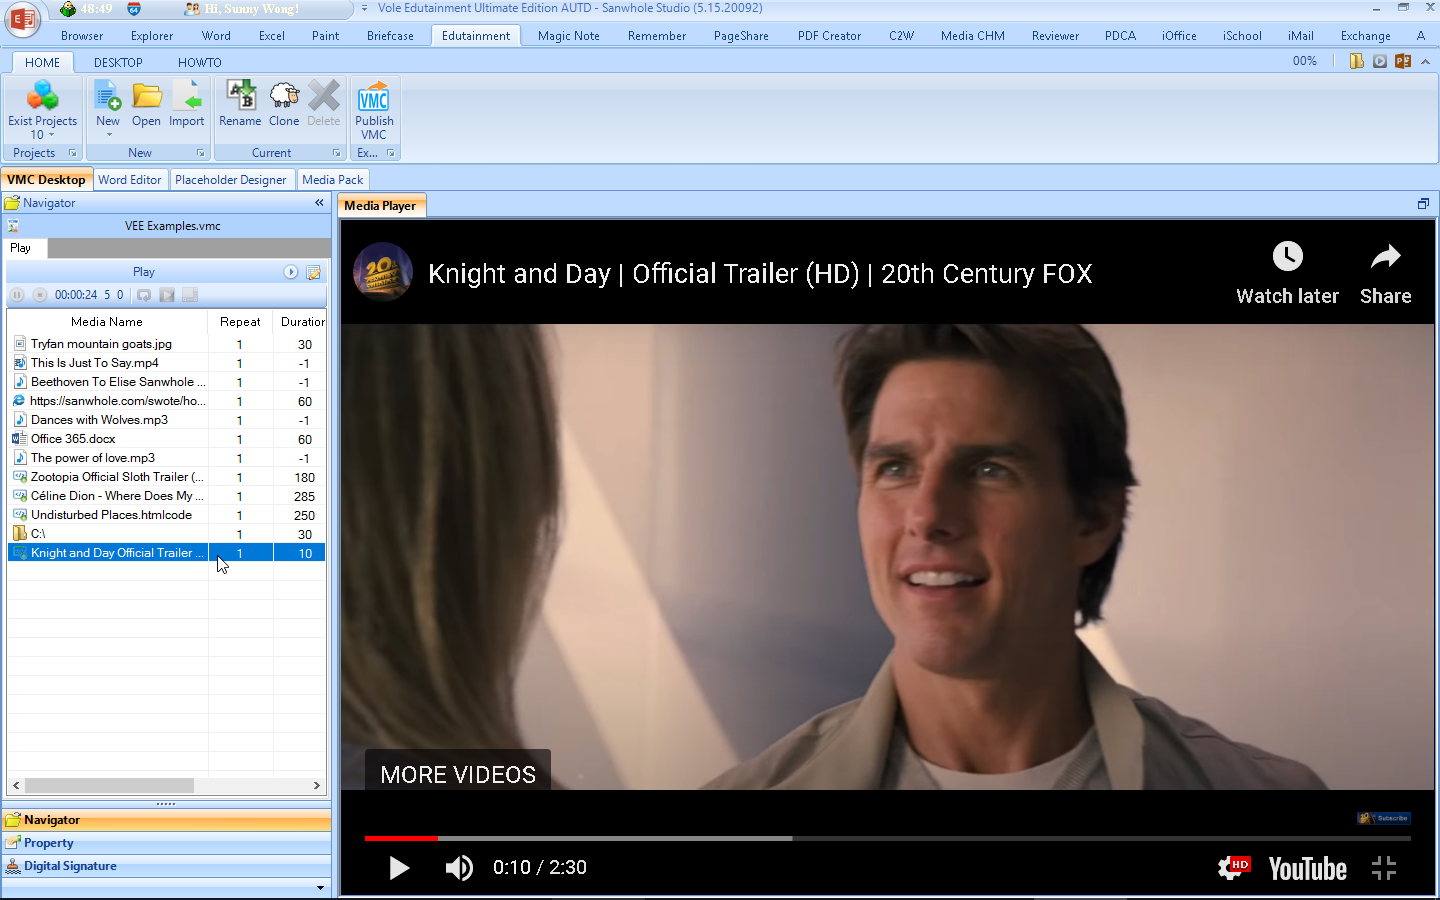 48:49 64 Hi, Sunny Wong! Vole Edutainment Ultimate Edition AUTD - Sanwhole Studio (5.15.20092)
Browser Explorer Word Excel Paint Briefcase Edutainment Magic Note Remember PageShare PDF Creator C2W Media CHM Reviewer PDCA iOffice iSchool iMail Exchange A
HOME DESKTOP HOWTO 00%
Exist Projects 10
New Open Import
Rename Clone Delete
VMC Publish VMC
Projects New Current Ex...
VMC Desktop Word Editor Placeholder Designer Media Pack
Navigator
VEE Examples.vmc
Play
Play
00:00:24 5 0
Media Name Repeat Duration
Tryfan mountain goats.jpg 1 30
This Is Just To Say.mp4 1 -1
Beethoven To Elise Sanwhole ... 1 -1
https://sanwhole.com/swote/ho... 1 60
Dances with Wolves.mp3 1 -1
Office 365.docx 1 60
The power of love.mp3 1 -1
Zootopia Official Sloth Trailer (... 1 180
Céline Dion - Where Does My ... 1 285
Undisturbed Places.htmlcode 1 250
C:\ 1 30
Knight and Day Official Trailer ... 1 10
Navigator
Property
Digital Signature
Media Player
Knight and Day | Official Trailer (HD) | 20th Century FOX
Watch later Share
MORE VIDEOS
Subscribe
0:10 / 2:30 HD YouTube